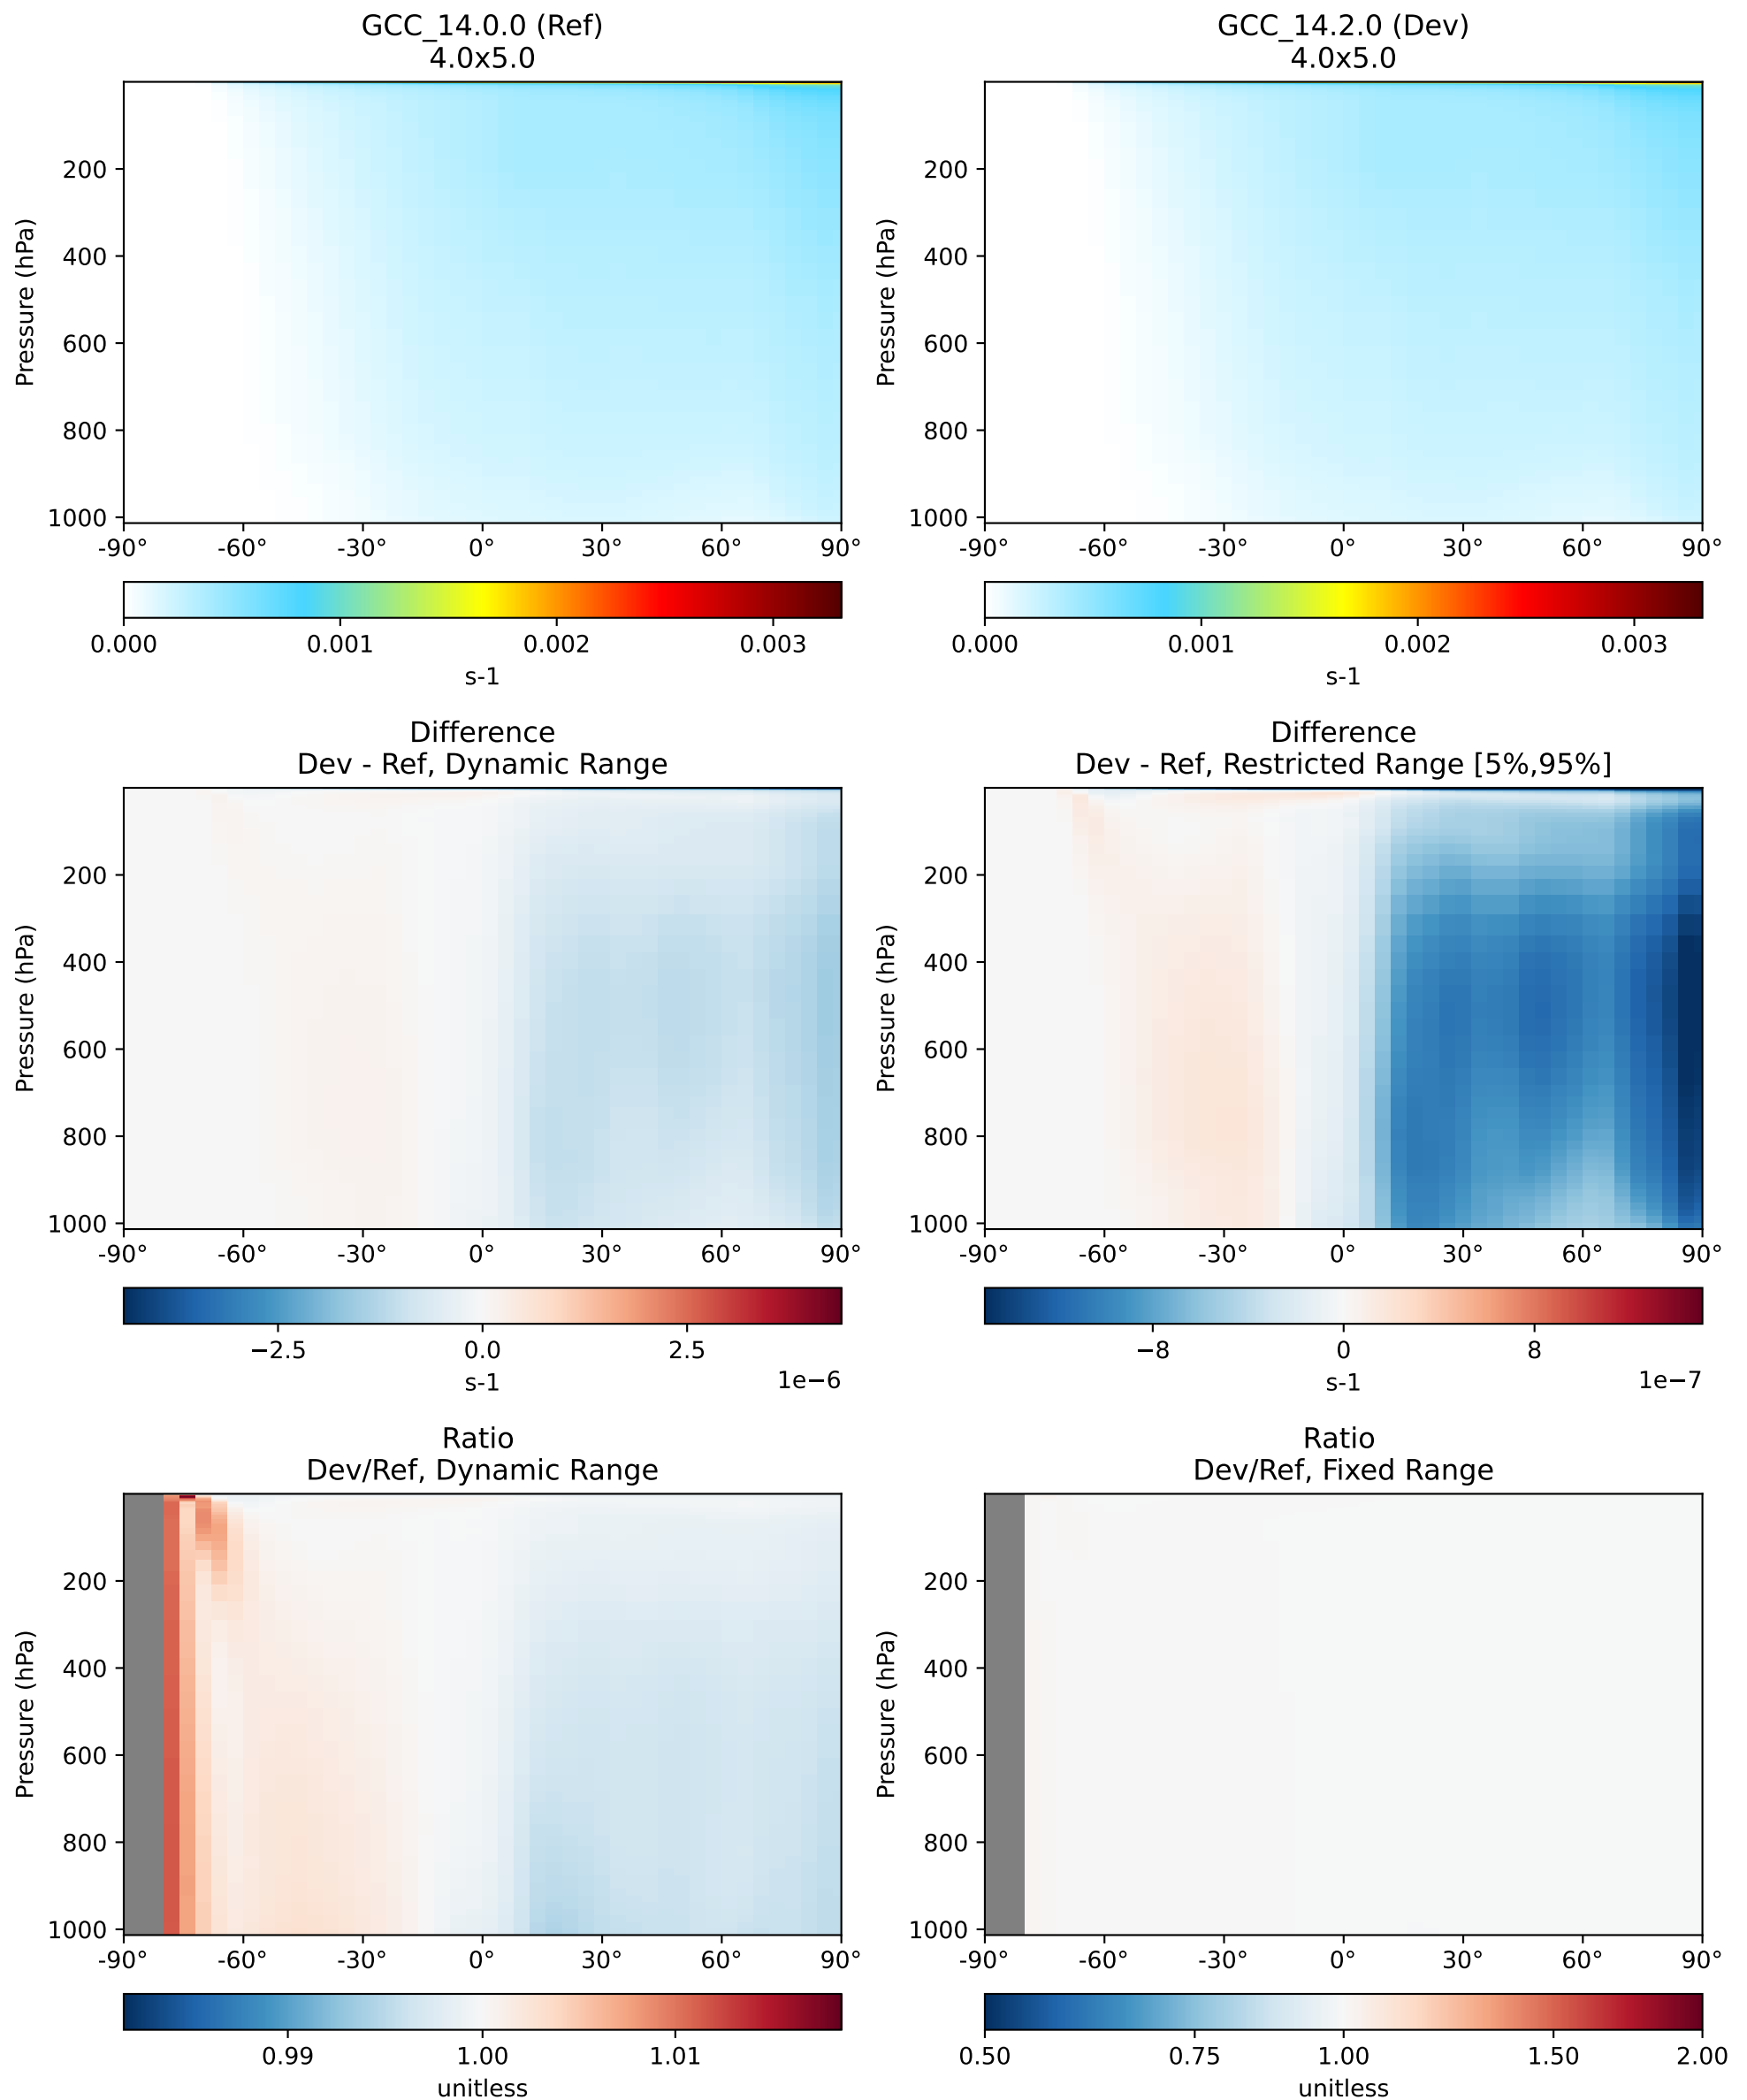 GCC_14.0.0 (Ref)
4.0x5.0
Pressure (hPa)
200
400
600
800
1000
-90° -60° -30° 0° 30° 60° 90°
0.000 0.001 0.002 0.003
s-1
GCC_14.2.0 (Dev)
4.0x5.0
Pressure (hPa)
200
400
600
800
1000
-90° -60° -30° 0° 30° 60° 90°
0.000 0.001 0.002 0.003
s-1
Difference
Dev - Ref, Dynamic Range
Pressure (hPa)
200
400
600
800
1000
-90° -60° -30° 0° 30° 60° 90°
−2.5 0.0 2.5
s-1 1e−6
Difference
Dev - Ref, Restricted Range [5%,95%]
Pressure (hPa)
200
400
600
800
1000
-90° -60° -30° 0° 30° 60° 90°
−8 0 8
s-1 1e−7
Ratio
Dev/Ref, Dynamic Range
Pressure (hPa)
200
400
600
800
1000
-90° -60° -30° 0° 30° 60° 90°
0.99 1.00 1.01
unitless
Ratio
Dev/Ref, Fixed Range
Pressure (hPa)
200
400
600
800
1000
-90° -60° -30° 0° 30° 60° 90°
0.50 0.75 1.00 1.50 2.00
unitless